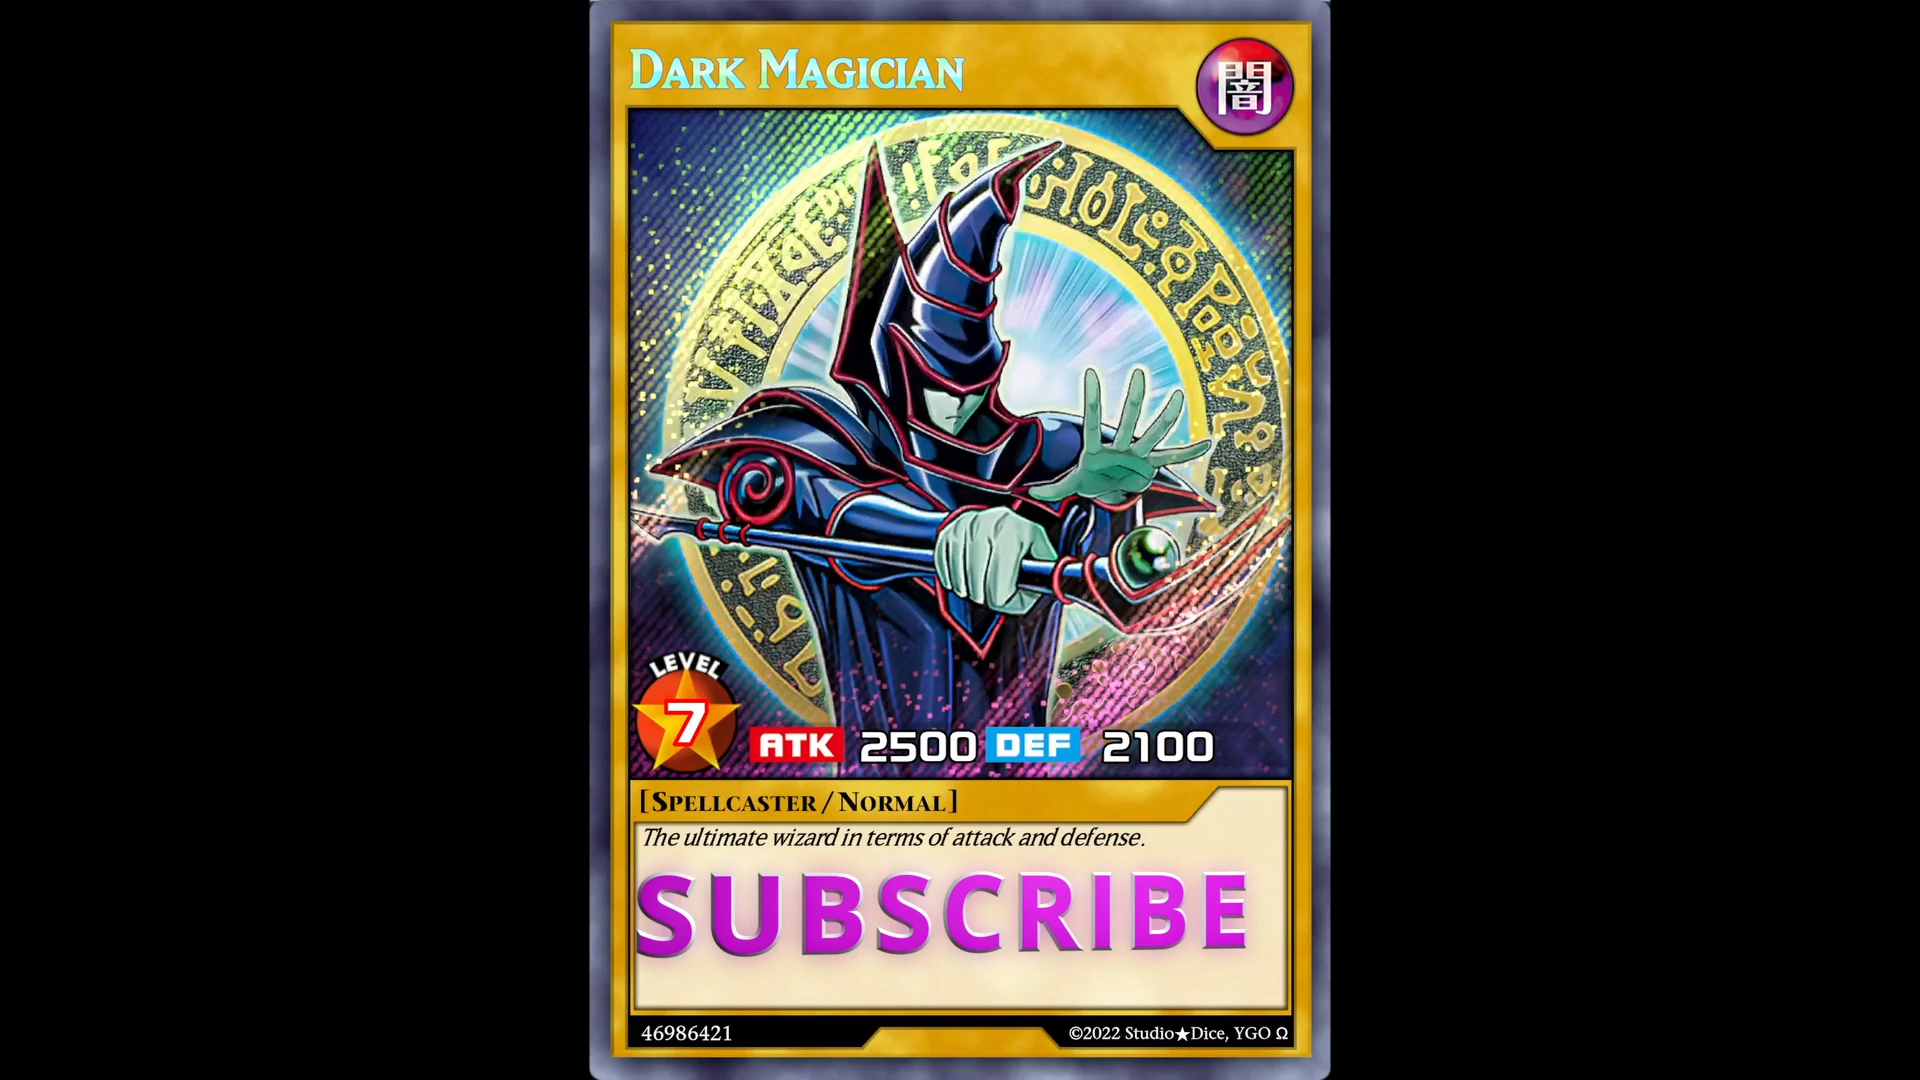 DARK MAGICIAN
闇
LEVEL
7
ATK 2500 DEF 2100
[SPELLCASTER/NORMAL]
The ultimate wizard in terms of attack and defense.
SUBSCRIBE
46986421
©2022 Studio★Dice, YGO Ω